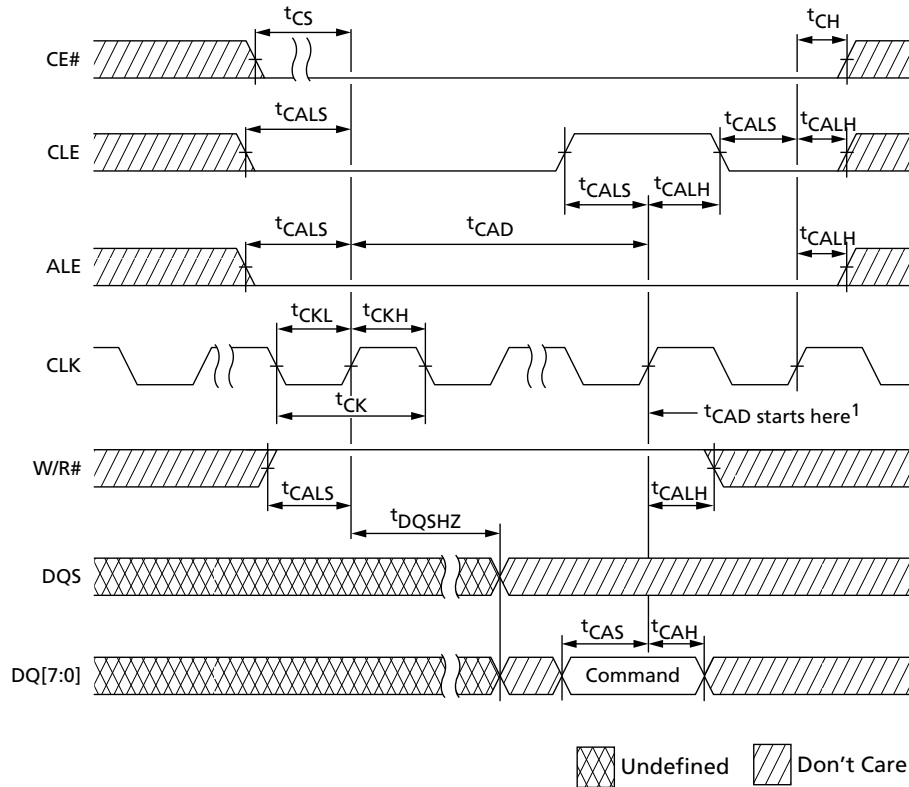 tCS
tCH
CE#
tCALS
tCALS
tCALH
CLE
tCALS
tCALH
tCALS
tCAD
tCALH
ALE
tCKL
tCKH
CLK
tCK
tCAD starts here1
W/R#
tCALS
tCALH
tDQSHZ
DQS
tCAS
tCAH
DQ[7:0]
Command
Undefined
Don't Care